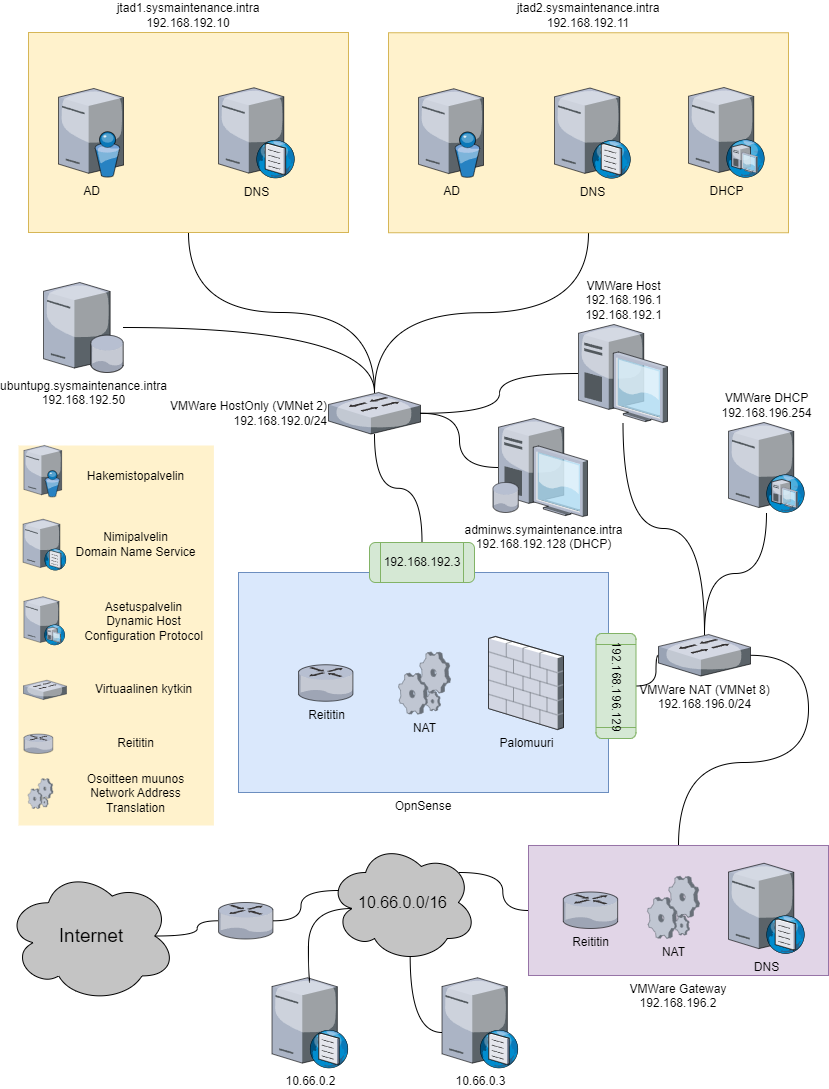 jtad1.sysmaintenance.intra
192.168.192.10
jtad2.sysmaintenance.intra
192.168.192.11
AD
DNS
AD
DNS
DHCP
VMWare Host
192.168.196.1
192.168.192.1
ubuntupg.sysmaintenance.intra
192.168.192.50
VMWare HostOnly (VMNet 2)
192.168.192.0/24
VMWare DHCP
192.168.196.254
adminws.symaintenance.intra
192.168.192.128 (DHCP)
Hakemistopalvelin
Nimipalvelin
Domain Name Service
Asetuspalvelin
Dynamic Host
Configuration Protocol
Virtuaalinen kytkin
Reititin
Osoitteen muunos
Network Address
Translation
192.168.192.3
Reititin
NAT
Palomuuri
192.168.196.129
VMWare NAT (VMNet 8)
192.168.196.0/24
OpnSense
Internet
10.66.0.0/16
Reititin
NAT
DNS
VMWare Gateway
192.168.196.2
10.66.0.2
10.66.0.3